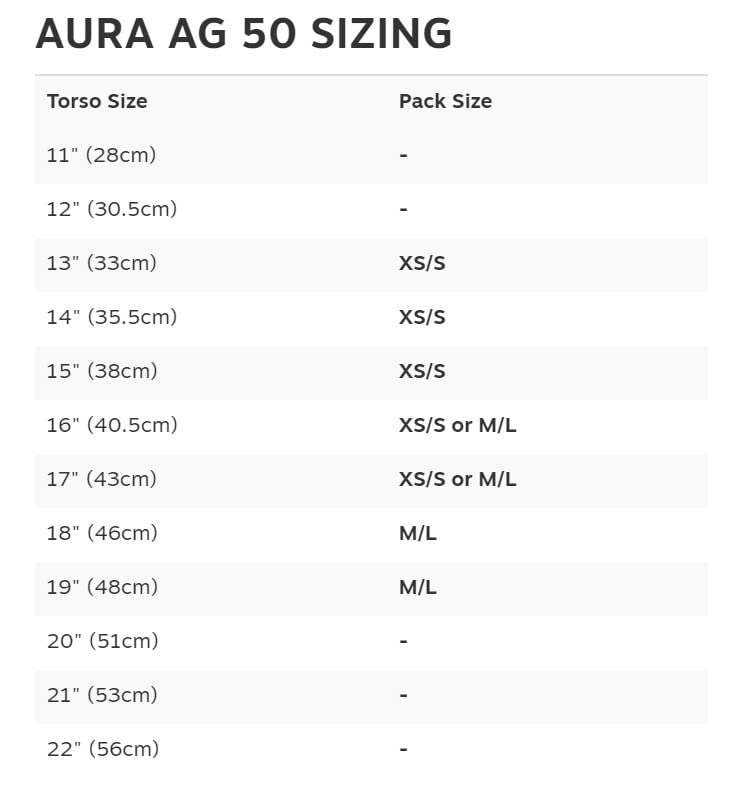 AURA AG 50 SIZING
Torso Size Pack Size
11" (28cm) -
12" (30.5cm) -
13" (33cm) XS/S
14" (35.5cm) XS/S
15" (38cm) XS/S
16" (40.5cm) XS/S or M/L
17" (43cm) XS/S or M/L
18" (46cm) M/L
19" (48cm) M/L
20" (51cm) -
21" (53cm) -
22" (56cm) -